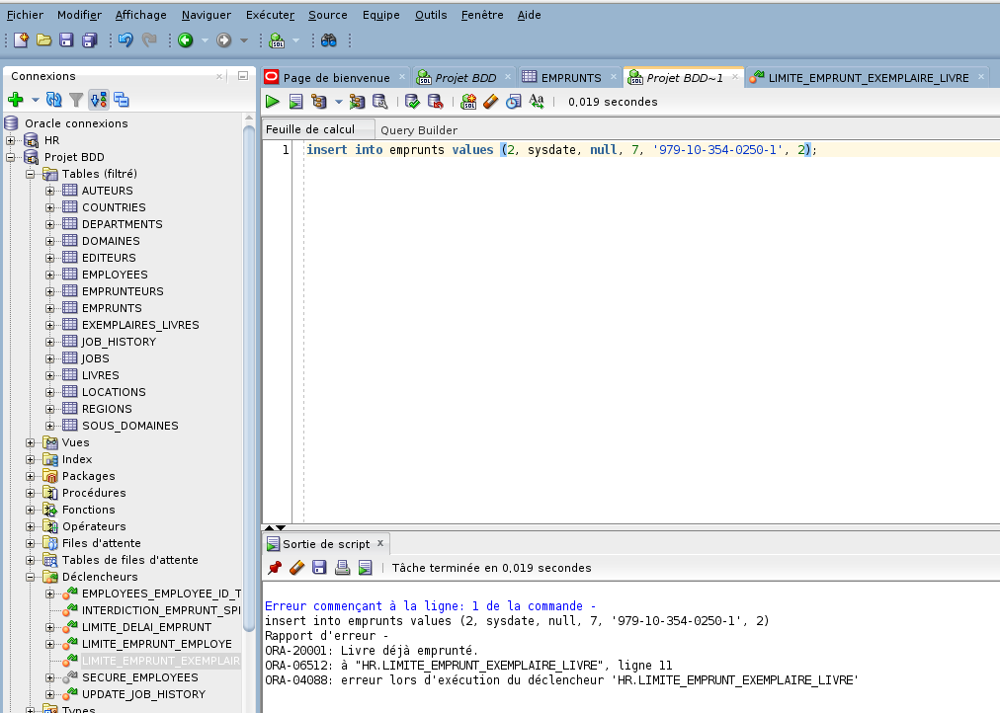 Fichier Modifier Affichage Naviguer Exécuter Source Equipe Outils Fenêtre Aide
Connexions
Oracle connexions
HR
Projet BDD
Tables (filtré)
AUTEURS
COUNTRIES
DEPARTMENTS
DOMAINES
EDITEURS
EMPLOYEES
EMPRUNTEURS
EMPRUNTS
EXEMPLAIRES_LIVRES
JOB_HISTORY
JOBS
LIVRES
LOCATIONS
REGIONS
SOUS_DOMAINES
Vues
Index
Packages
Procédures
Fonctions
Opérateurs
Files d'attente
Tables de files d'attente
Déclencheurs
EMPLOYEES_EMPLOYEE_ID_T
INTERDICTION_EMPRUNT_SPI
LIMITE_DELAI_EMPRUNT
LIMITE_EMPRUNT_EMPLOYE
LIMITE_EMPRUNT_EXEMPLAIR
SECURE_EMPLOYEES
UPDATE_JOB_HISTORY
Types
Page de bienvenue Projet BDD EMPRUNTS Projet BDD~1 LIMITE_EMPRUNT_EXEMPLAIRE_LIVRE
0,019 secondes
Feuille de calcul Query Builder
1 insert into emprunts values (2, sysdate, null, 7, '979-10-354-0250-1', 2);
Sortie de script
Tâche terminée en 0,019 secondes
Erreur commençant à la ligne: 1 de la commande -
insert into emprunts values (2, sysdate, null, 7, '979-10-354-0250-1', 2)
Rapport d'erreur -
ORA-20001: Livre déjà emprunté.
ORA-06512: à "HR.LIMITE_EMPRUNT_EXEMPLAIRE_LIVRE", ligne 11
ORA-04088: erreur lors d'exécution du déclencheur 'HR.LIMITE_EMPRUNT_EXEMPLAIRE_LIVRE'